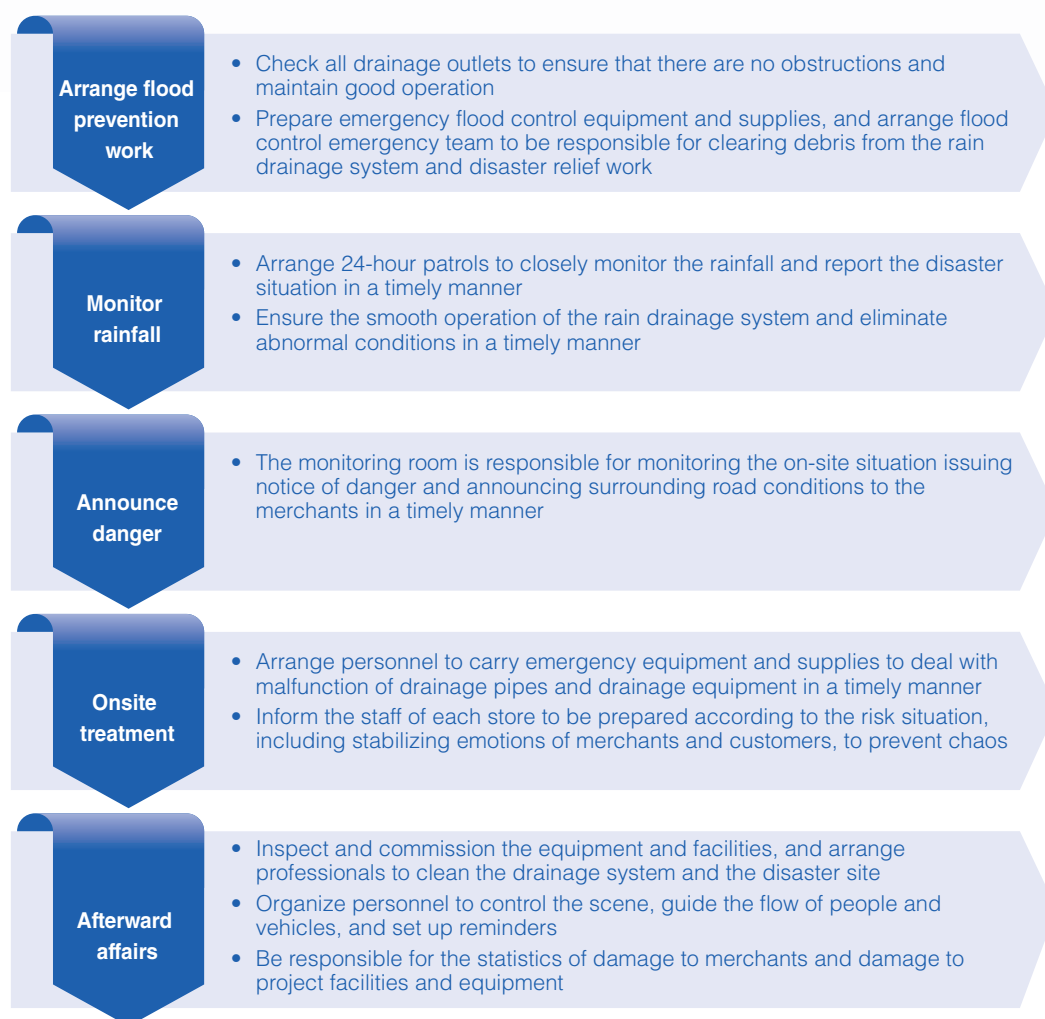 Arrange flood
prevention
work
• Check all drainage outlets to ensure that there are no obstructions and
maintain good operation
• Prepare emergency flood control equipment and supplies, and arrange flood
control emergency team to be responsible for clearing debris from the rain
drainage system and disaster relief work
Monitor
rainfall
• Arrange 24-hour patrols to closely monitor the rainfall and report the disaster
situation in a timely manner
• Ensure the smooth operation of the rain drainage system and eliminate
abnormal conditions in a timely manner
Announce
danger
• The monitoring room is responsible for monitoring the on-site situation issuing
notice of danger and announcing surrounding road conditions to the
merchants in a timely manner
Onsite
treatment
• Arrange personnel to carry emergency equipment and supplies to deal with
malfunction of drainage pipes and drainage equipment in a timely manner
• Inform the staff of each store to be prepared according to the risk situation,
including stabilizing emotions of merchants and customers, to prevent chaos
Afterward
affairs
• Inspect and commission the equipment and facilities, and arrange
professionals to clean the drainage system and the disaster site
• Organize personnel to control the scene, guide the flow of people and
vehicles, and set up reminders
• Be responsible for the statistics of damage to merchants and damage to
project facilities and equipment